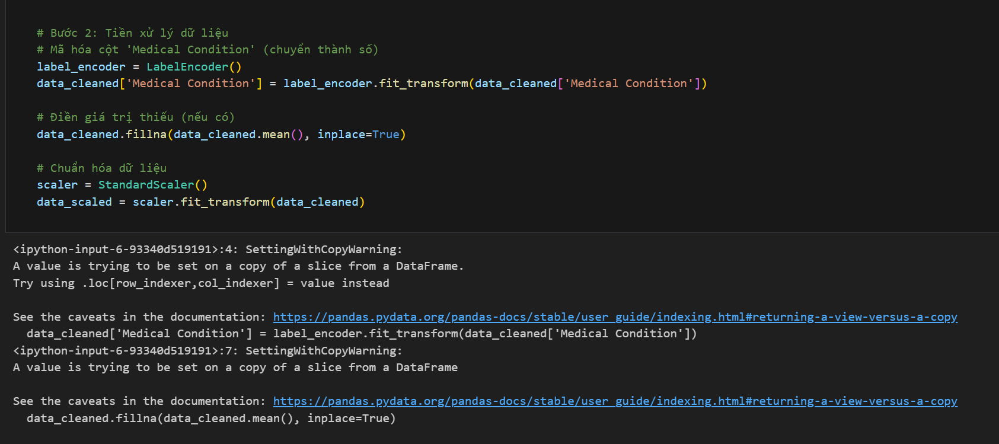 # Bước 2: Tiền xử lý dữ liệu
# Mã hóa cột 'Medical Condition' (chuyển thành số)
label_encoder = LabelEncoder()
data_cleaned['Medical Condition'] = label_encoder.fit_transform(data_cleaned['Medical Condition'])
# Điền giá trị thiếu (nếu có)
data_cleaned.fillna(data_cleaned.mean(), inplace=True)
# Chuẩn hóa dữ liệu
scaler = StandardScaler()
data_scaled = scaler.fit_transform(data_cleaned)
<ipython-input-6-93340d519191>:4: SettingWithCopyWarning:
A value is trying to be set on a copy of a slice from a DataFrame.
Try using .loc[row_indexer,col_indexer] = value instead
See the caveats in the documentation: https://pandas.pydata.org/pandas-docs/stable/user_guide/indexing.html#returning-a-view-versus-a-copy
data_cleaned['Medical Condition'] = label_encoder.fit_transform(data_cleaned['Medical Condition'])
<ipython-input-6-93340d519191>:7: SettingWithCopyWarning:
A value is trying to be set on a copy of a slice from a DataFrame
See the caveats in the documentation: https://pandas.pydata.org/pandas-docs/stable/user_guide/indexing.html#returning-a-view-versus-a-copy
data_cleaned.fillna(data_cleaned.mean(), inplace=True)